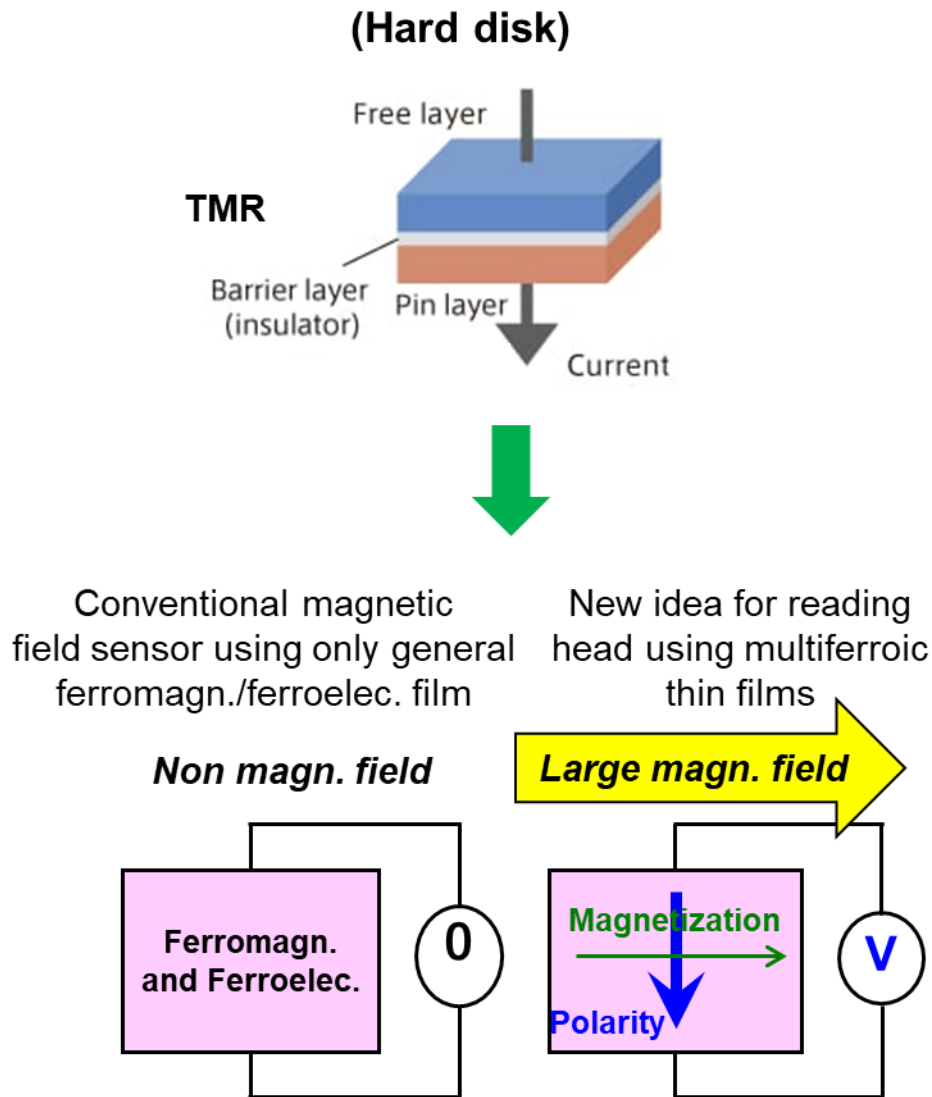 (Hard disk)
Free layer
TMR
Barrier layer
(insulator)
Pin layer
Current
Conventional magnetic
field sensor using only general
ferromagn./ferroelec. film
New idea for reading
head using multiferroic
thin films
Non magn. field
Large magn. field
Ferromagn.
and Ferroelec.
0
Magnetization
Polarity
V